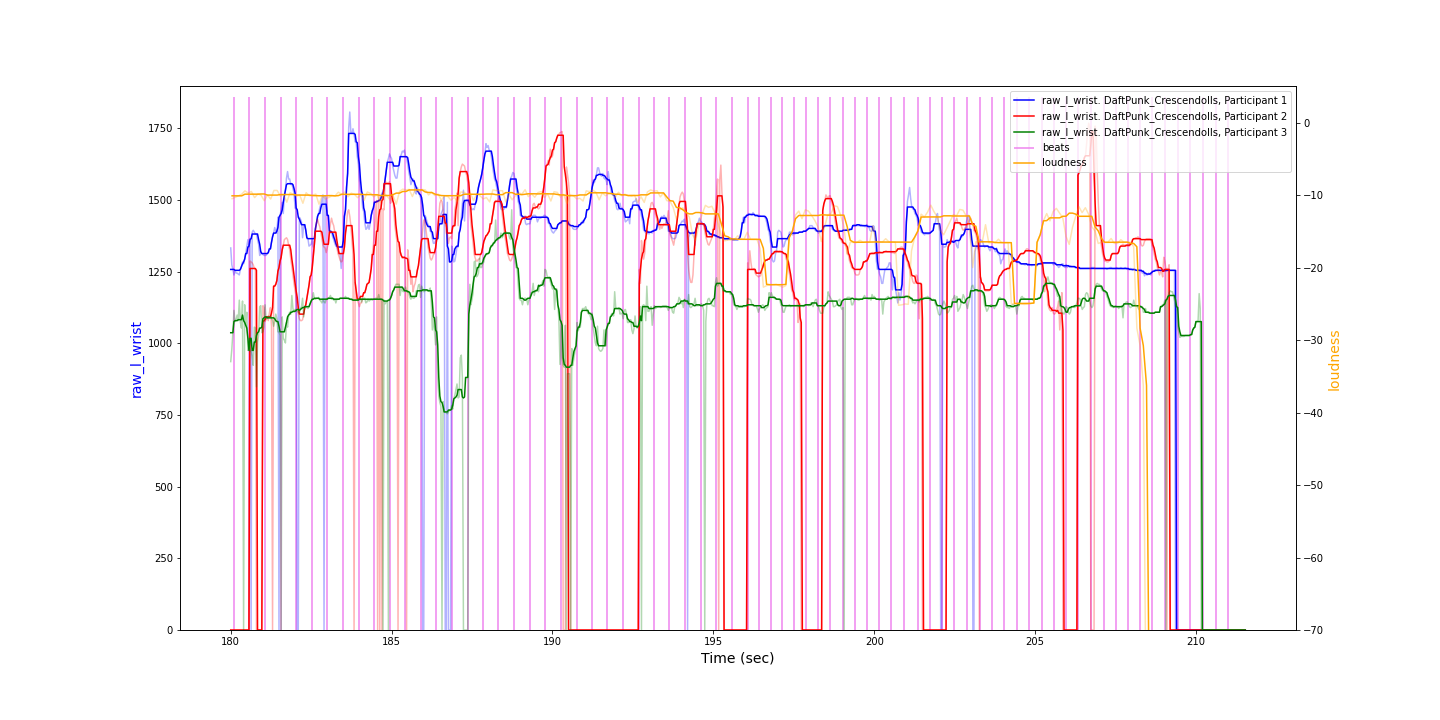 raw_l_wrist. DaftPunk_Crescendolls, Participant 1
raw_l_wrist. DaftPunk_Crescendolls, Participant 2
raw_l_wrist. DaftPunk_Crescendolls, Participant 3
beats
loudness
1750
1500
1250
1000
750
500
250
0
raw_l_wrist
0
−10
−20
−30
−40
−50
−60
−70
loudness
180 185 190 195 200 205 210
Time (sec)